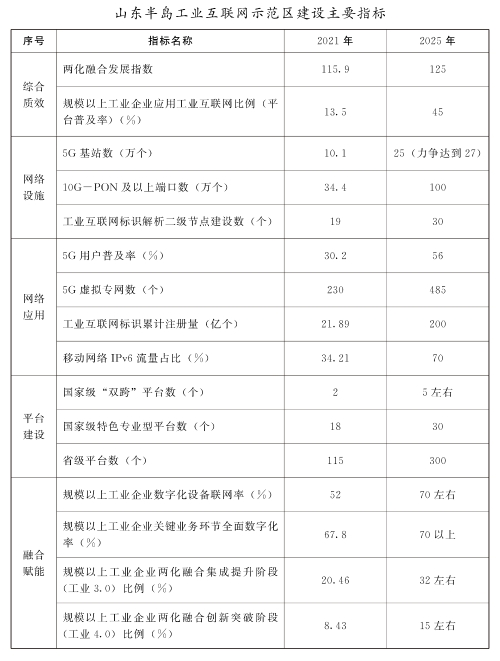 山东半岛工业互联网示范区建设主要指标
序号 指标名称 2021 年 2025 年
综合质效
两化融合发展指数 115.9 125
规模以上工业企业应用工业互联网比例（平
台普及率）（％） 13.5 45
网络设施
5G 基站数（万个） 10.1 25（力争达到 27）
10G－PON 及以上端口数（万个） 34.4 100
工业互联网标识解析二级节点建设数（个） 19 30
网络应用
5G 用户普及率（％） 30.2 56
5G 虚拟专网数（个） 230 485
工业互联网标识累计注册量（亿个） 21.89 200
移动网络 IPv6 流量占比（％） 34.21 70
平台建设
国家级“双跨”平台数（个） 2 5 左右
国家级特色专业型平台数（个） 18 30
省级平台数（个） 115 300
融合赋能
规模以上工业企业数字化设备联网率（％） 52 70 左右
规模以上工业企业关键业务环节全面数字化
率（％） 67.8 70 以上
规模以上工业企业两化融合集成提升阶段
（工业 3.0）比例（％） 20.46 32 左右
规模以上工业企业两化融合创新突破阶段
（工业 4.0）比例（％） 8.43 15 左右